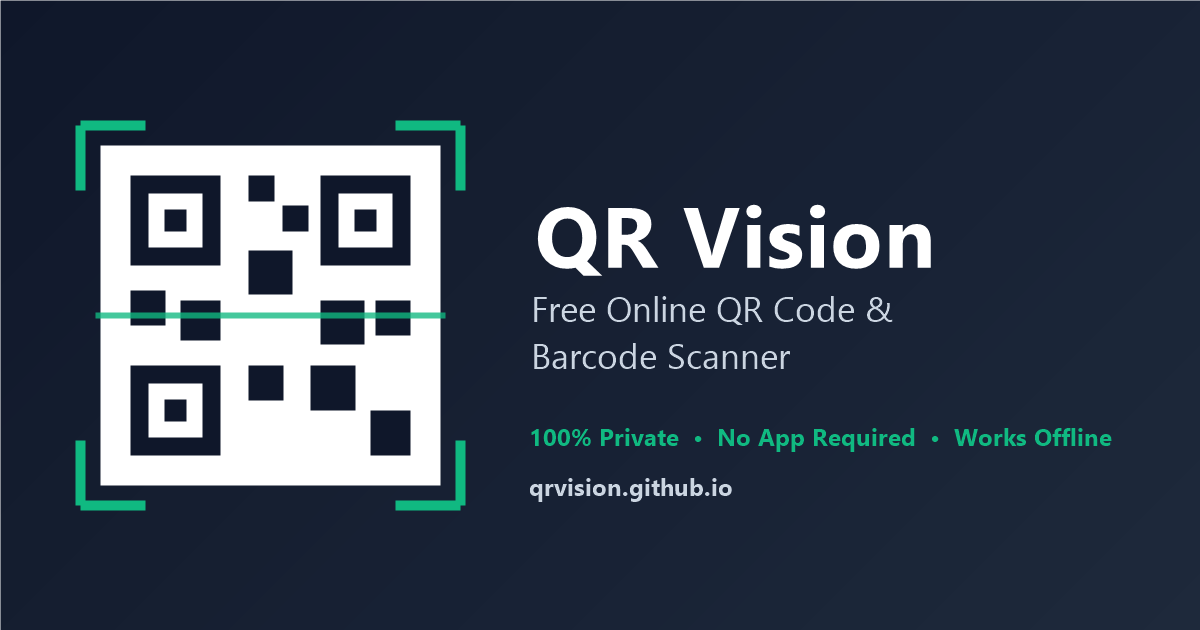 QR Vision
Free Online QR Code &
Barcode Scanner
100% Private • No App Required • Works Offline
qrvision.github.io